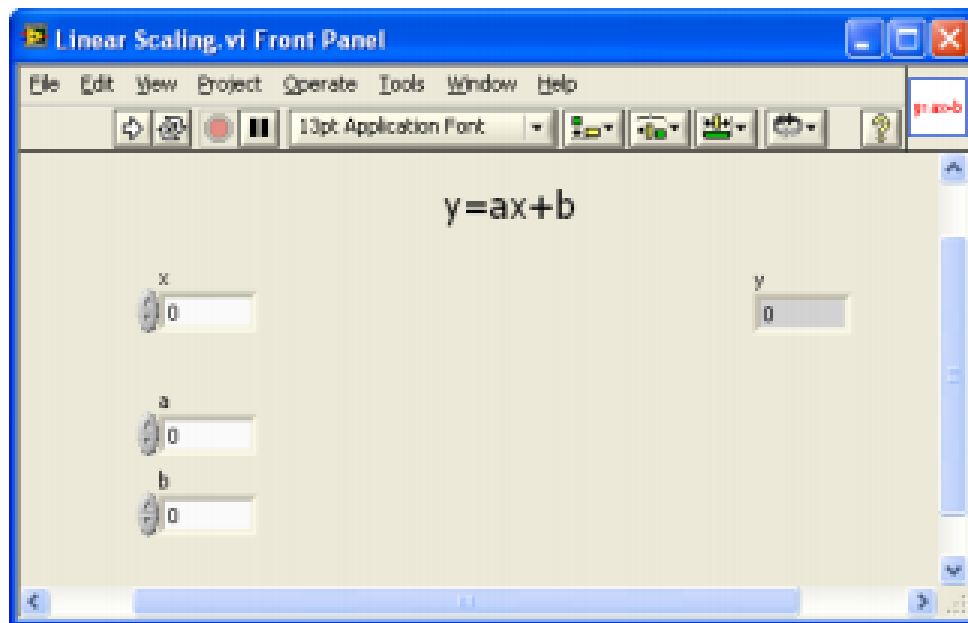 Linear Scaling.vi Front Panel
File Edit View Project Operate Tools Window Help
13pt Application Font
y=ax+b
y=ax+b
x
0
y
0
a
0
b
0